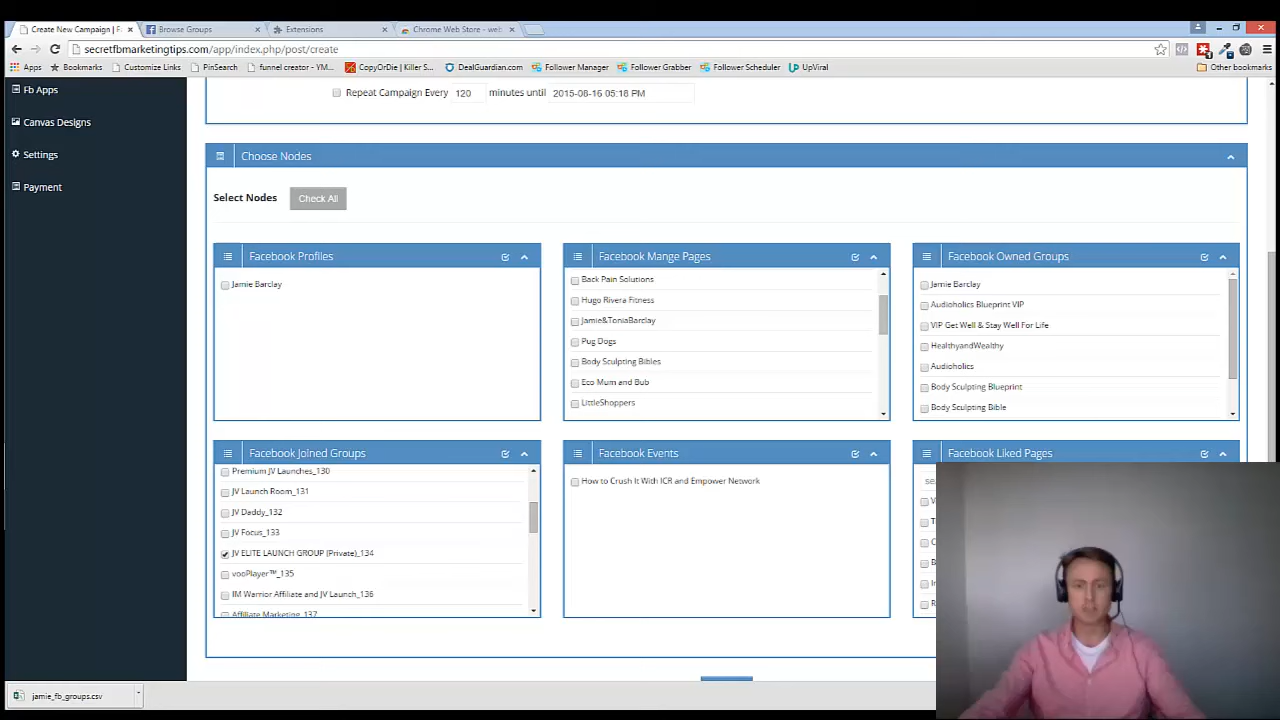 Create New Campaign | F
Browse Groups
Extensions
Chrome Web Store - web
secretfbmarketingtips.com/app/index.php/post/create
Apps
Bookmarks
Customize Links
PinSearch
funnel creator - YM...
CopyOrDie | Killer S...
DealGuardian.com
Follower Manager
Follower Grabber
Follower Scheduler
UpViral
Other bookmarks
Fb Apps
Canvas Designs
Settings
Payment
Repeat Campaign Every 120 minutes until 2015-08-16 05:18 PM
Choose Nodes
Select Nodes Check All
Facebook Profiles
Jamie Barclay
Facebook Mange Pages
Back Pain Solutions
Hugo Rivera Fitness
Jamie&ToniaBarclay
Pug Dogs
Body Sculpting Bibles
Eco Mum and Bub
LittleShoppers
Facebook Owned Groups
Jamie Barclay
Audioholics Blueprint VIP
VIP Get Well & Stay Well For Life
HealthyandWealthy
Audioholics
Body Sculpting Blueprint
Body Sculpting Bible
Facebook Joined Groups
Premium JV Launches_130
JV Launch Room_131
JV Daddy_132
JV Focus_133
JV ELITE LAUNCH GROUP (Private)_134
vooPlayer™_135
IM Warrior Affiliate and JV Launch_136
Affiliate Marketing_137
Facebook Events
How to Crush It With ICR and Empower Network
Facebook Liked Pages
jamie_fb_groups.csv